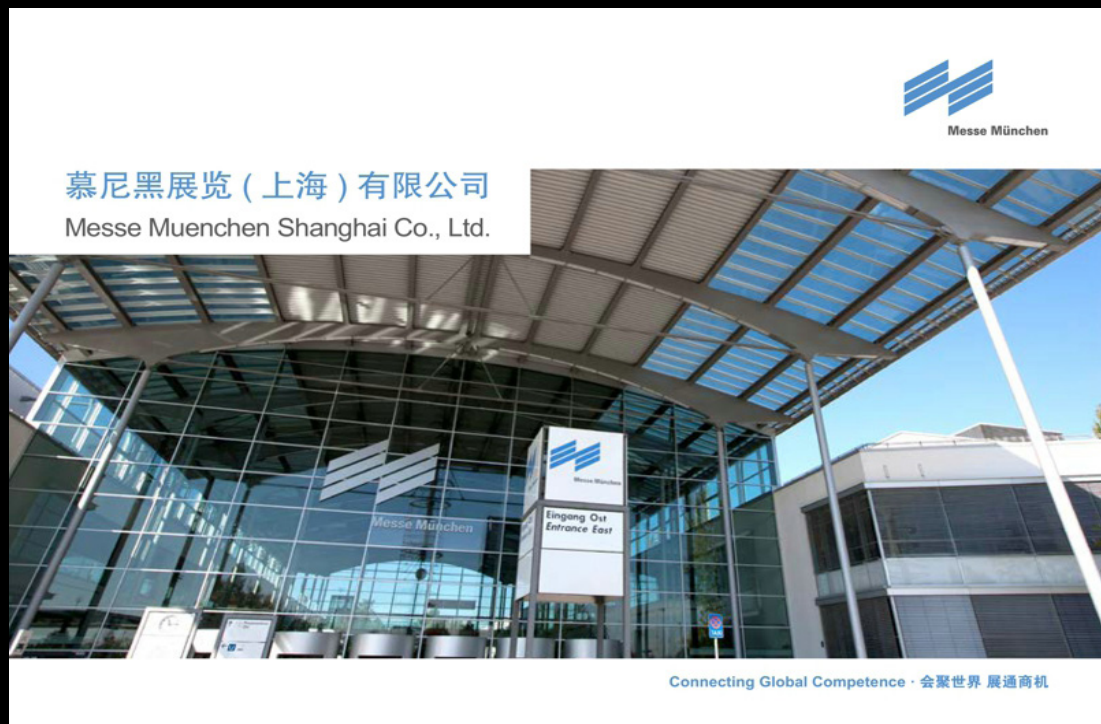 Messe München
慕尼黑展览(上海)有限公司
Messe Muenchen Shanghai Co., Ltd.
Messe München
Messe München
Eingang Ost
Entrance East
Connecting Global Competence · 会聚世界 展通商机